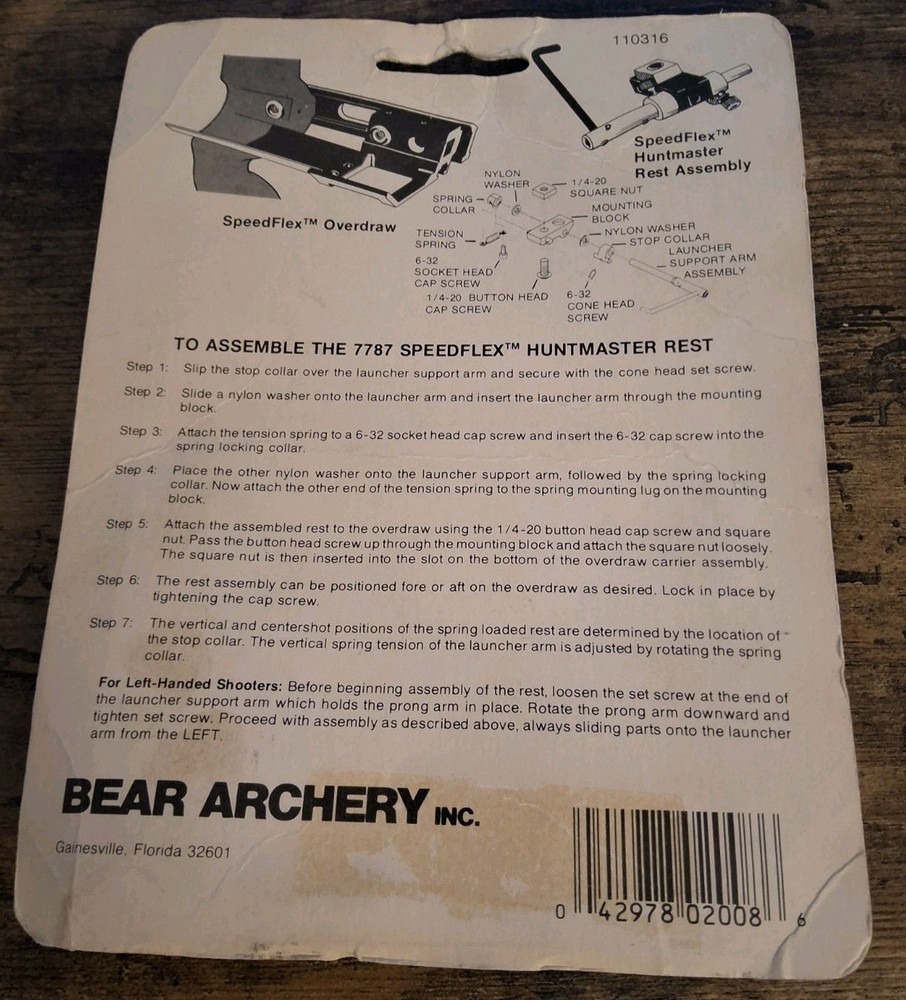 110316
SpeedFlex™
Huntmaster
Rest Assembly
SpeedFlex™ Overdraw
NYLON
WASHER
1/4-20
SQUARE NUT
SPRING
COLLAR
MOUNTING
BLOCK
TENSION
SPRING
NYLON WASHER
STOP COLLAR
LAUNCHER
SUPPORT ARM
ASSEMBLY
6-32
SOCKET HEAD
CAP SCREW
1/4-20 BUTTON HEAD
CAP SCREW
6-32
CONE HEAD
SCREW
TO ASSEMBLE THE 7787 SPEEDFLEX™ HUNTMASTER REST
Step 1: Slip the stop collar over the launcher support arm and secure with the cone head set screw.
Step 2: Slide a nylon washer onto the launcher arm and insert the launcher arm through the mounting
block.
Step 3: Attach the tension spring to a 6-32 socket head cap screw and insert the 6-32 cap screw into the
spring locking collar.
Step 4: Place the other nylon washer onto the launcher support arm, followed by the spring locking
collar. Now attach the other end of the tension spring to the spring mounting lug on the mounting
block.
Step 5: Attach the assembled rest to the overdraw using the 1/4-20 button head cap screw and square
nut. Pass the button head screw up through the mounting block and attach the square nut loosely.
The square nut is then inserted into the slot on the bottom of the overdraw carrier assembly.
Step 6: The rest assembly can be positioned fore or aft on the overdraw as desired. Lock in place by
tightening the cap screw.
Step 7: The vertical and centershot positions of the spring loaded rest are determined by the location of
the stop collar. The vertical spring tension of the launcher arm is adjusted by rotating the spring
collar.
For Left-Handed Shooters: Before beginning assembly of the rest, loosen the set screw at the end of
the launcher support arm which holds the prong arm in place. Rotate the prong arm downward and
tighten set screw. Proceed with assembly as described above, always sliding parts onto the launcher
arm from the LEFT.
BEAR ARCHERY INC.
Gainesville, Florida 32601
0 42978 02008 6